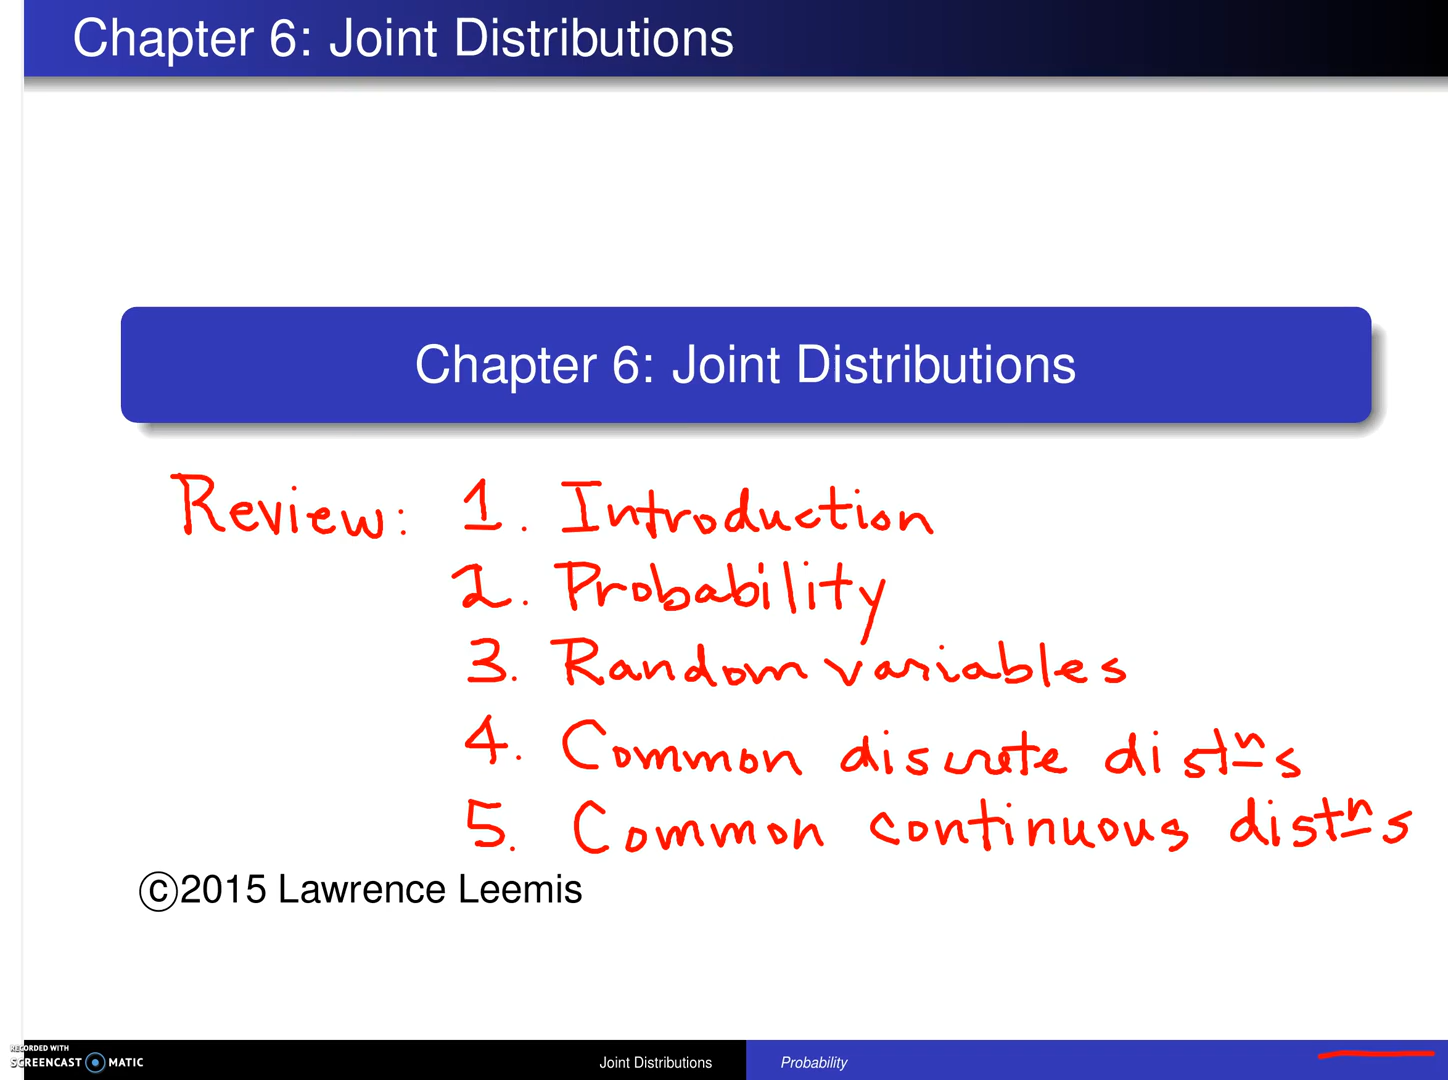 Chapter 6: Joint Distributions
Chapter 6: Joint Distributions
Review: 1. Introduction
2. Probability
3. Random variables
4. Common discrete distns
5. Common continuous distns
©2015 Lawrence Leemis
RECORDED WITH
SCREENCAST MATIC
Joint Distributions Probability